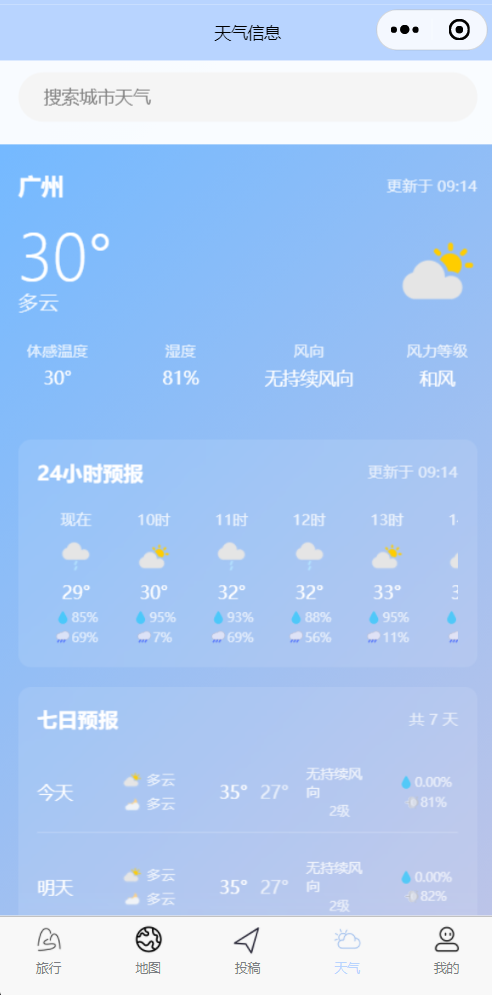 天气信息
搜索城市天气
广州 更新于 09:14
30°
多云
体感温度 湿度 风向 风力等级
30° 81% 无持续风向 和风
24小时预报 更新于 09:14
现在 10时 11时 12时 13时
29° 30° 32° 32° 33°
85% 95% 93% 88% 95%
69% 7% 69% 56% 11%
七日预报 共 7 天
今天 多云 多云 35° 27° 无持续风向 2级 0.00% 81%
明天 多云 多云 35° 27° 无持续风向 2级 0.00% 82%
旅行 地图 投稿 天气 我的